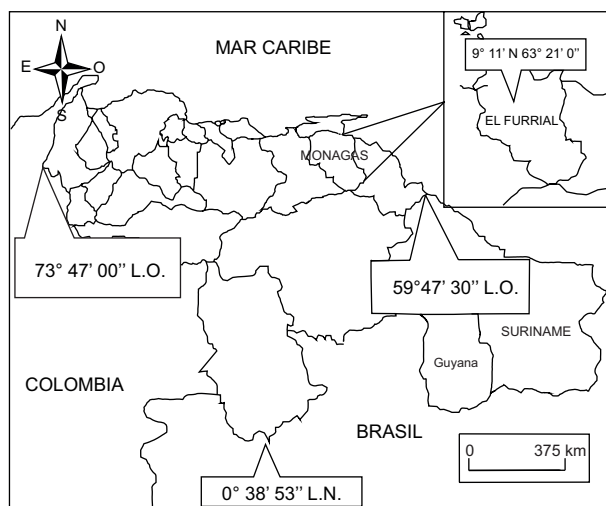 MAR CARIBE
N
E
O
S
9° 11’ N 63° 21' 0’’
EL FURRIAL
MONAGAS
73° 47’ 00’’ L.O.
59°47’ 30’’ L.O.
SURINAME
Guyana
COLOMBIA
BRASIL
0° 38’ 53’’ L.N.
0 375 km